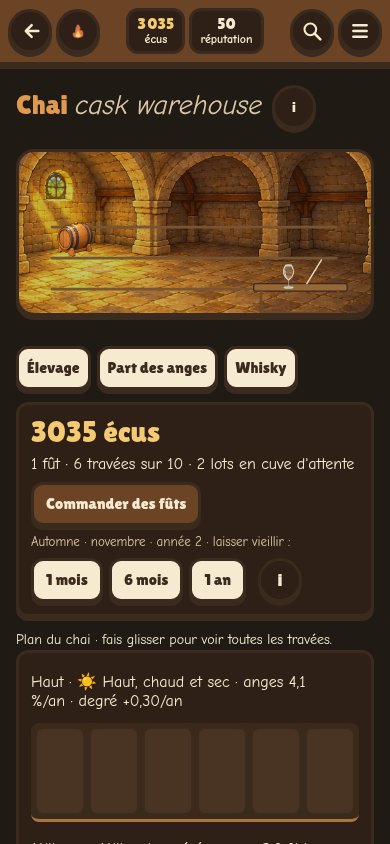 3035
écus
50
réputation
Chai cask warehouse i
Élevage Part des anges Whisky
3035 écus
1 fût · 6 travées sur 10 · 2 lots en cuve d'attente
Commander des fûts
Automne · novembre · année 2 · laisser vieillir :
1 mois 6 mois 1 an i
Plan du chai · fais glisser pour voir toutes les travées.
Haut · ☀️ Haut, chaud et sec · anges 4,1
%/an · degré +0,30/an